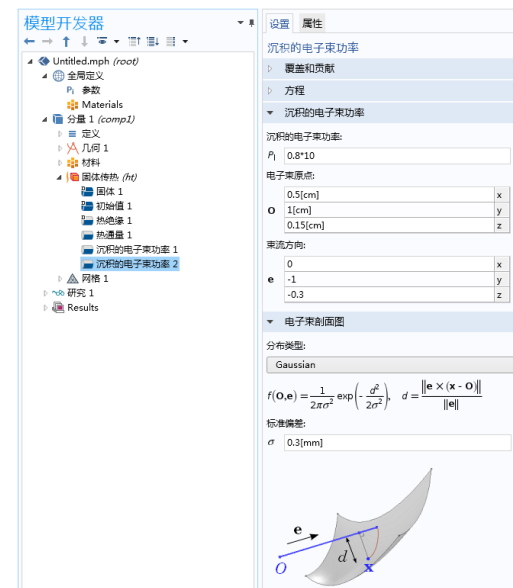 模型开发器
Untitled.mph (root)
全局定义
Pi 参数
Materials
分量 1 (comp1)
定义
几何 1
材料
固体传热 (ht)
固体 1
初始值 1
热绝缘 1
热通量 1
沉积的电子束功率 1
沉积的电子束功率 2
网格 1
研究 1
Results
设置 属性
沉积的电子束功率
覆盖和贡献
方程
沉积的电子束功率
沉积的电子束功率:
P₁ 0.8*10
电子束原点:
0.5[cm] x
O 1[cm] y
0.15[cm] z
束流方向:
0 x
e -1 y
-0.3 z
电子束剖面图
分布类型:
Gaussian
f(O,e) = 1/(2πσ²) exp(-d²/(2σ²)), d = ||e × (x - O)||/||e||
标准偏差:
σ 0.3[mm]
e
d
O x